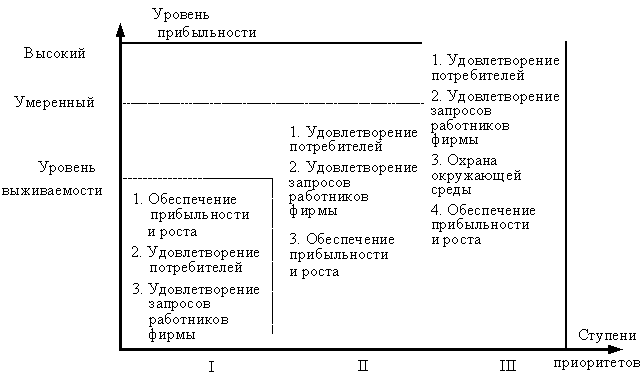 Уровень
прибыльности
Высокий
Умеренный
Уровень
выживаемости
1. Обеспечение
прибыльности
и роста
2. Удовлетворение
потребителей
3. Удовлетворение
запросов
работников
фирмы
1. Удовлетворение
потребителей
2. Удовлетворение
запросов
работников
фирмы
3. Обеспечение
прибыльности
и роста
1. Удовлетворение
потребителей
2. Удовлетворение
запросов
работников
фирмы
3. Охрана
окружающей
среды
4. Обеспечение
прибыльности
и роста
I
II
III
Ступени
приоритетов